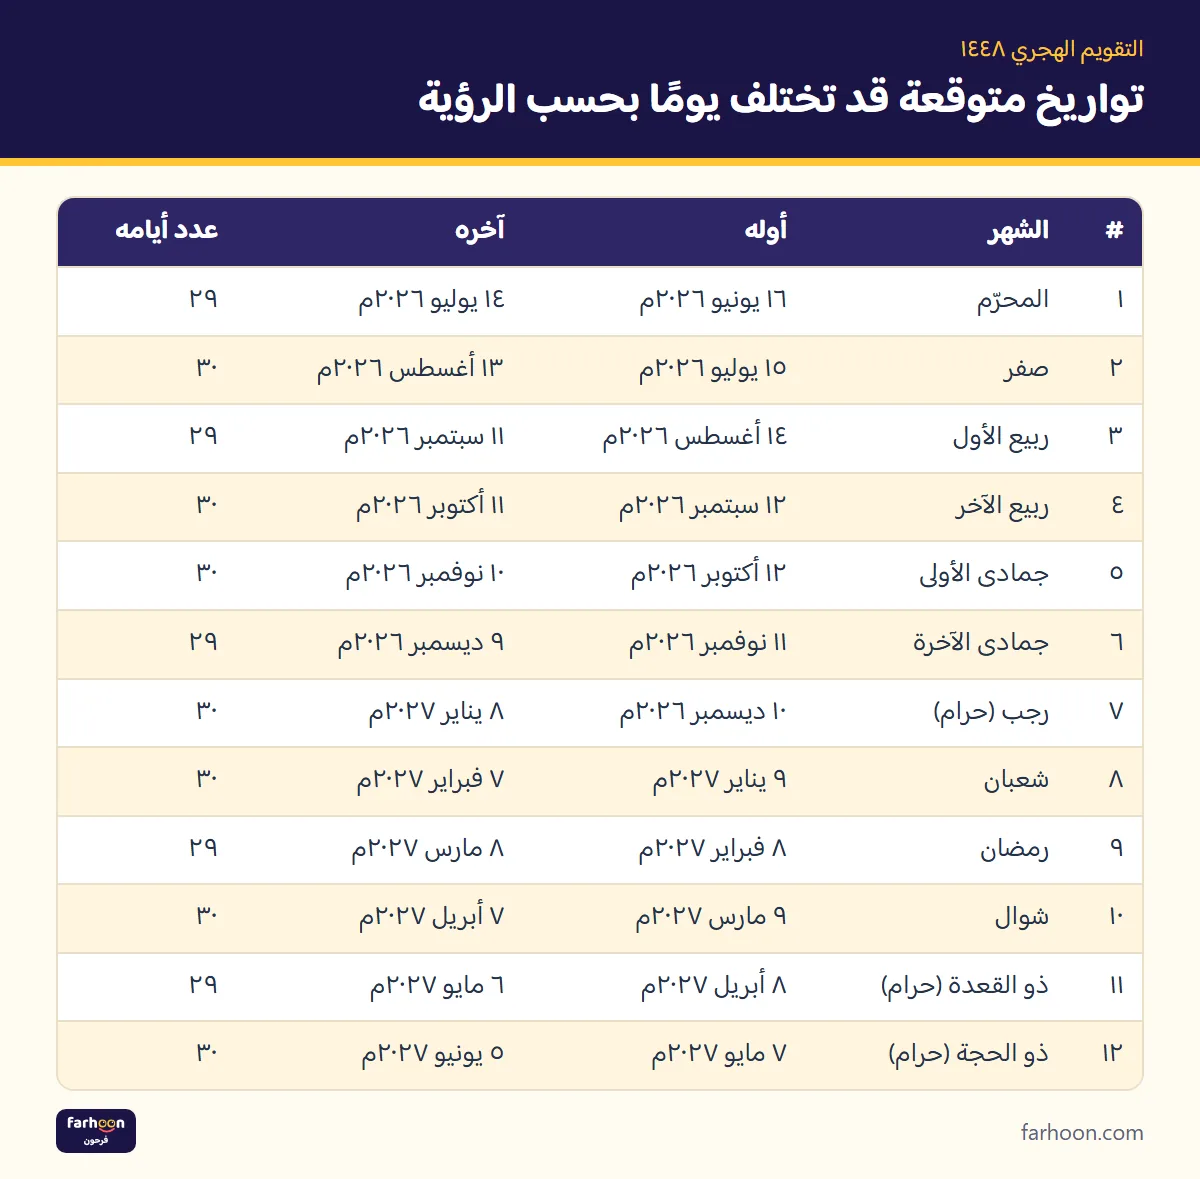 التقويم الهجري ١٤٤٨
تواريخ متوقعة قد تختلف يومًا بحسب الرؤية
# الشهر أوله آخره عدد أيامه
١ المحرّم ١٦ يونيو ٢٠٢٦م ١٤ يوليو ٢٠٢٦م ٢٩
٢ صفر ١٥ يوليو ٢٠٢٦م ١٣ أغسطس ٢٠٢٦م ٣٠
٣ ربيع الأول ١٤ أغسطس ٢٠٢٦م ١١ سبتمبر ٢٠٢٦م ٢٩
٤ ربيع الآخر ١٢ سبتمبر ٢٠٢٦م ١١ أكتوبر ٢٠٢٦م ٣٠
٥ جمادى الأولى ١٢ أكتوبر ٢٠٢٦م ١٠ نوفمبر ٢٠٢٦م ٣٠
٦ جمادى الآخرة ١١ نوفمبر ٢٠٢٦م ٩ ديسمبر ٢٠٢٦م ٢٩
٧ رجب (حرام) ١٠ ديسمبر ٢٠٢٦م ٨ يناير ٢٠٢٧م ٣٠
٨ شعبان ٩ يناير ٢٠٢٧م ٧ فبراير ٢٠٢٧م ٣٠
٩ رمضان ٨ فبراير ٢٠٢٧م ٨ مارس ٢٠٢٧م ٢٩
١٠ شوال ٩ مارس ٢٠٢٧م ٧ أبريل ٢٠٢٧م ٣٠
١١ ذو القعدة (حرام) ٨ أبريل ٢٠٢٧م ٦ مايو ٢٠٢٧م ٢٩
١٢ ذو الحجة (حرام) ٧ مايو ٢٠٢٧م ٥ يونيو ٢٠٢٧م ٣٠
farhoon.com
farhoon
فرحون